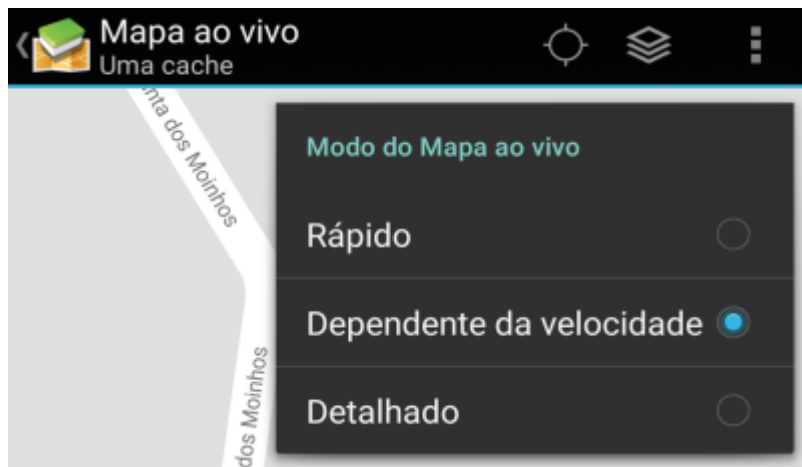 Mapa ao vivo
Uma cache
nta dos Moinhos
Modo do Mapa ao vivo
Rápido
Dependente da velocidade
Detalhado
dos Moinhos